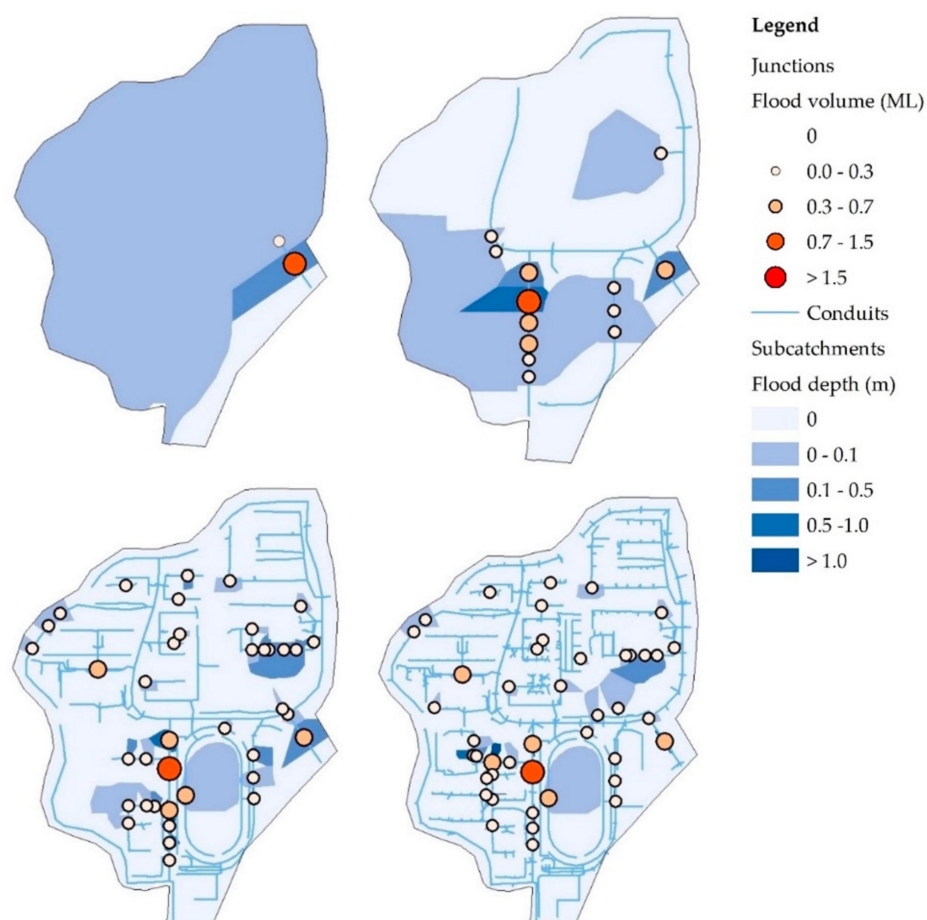 Legend
Junctions
Flood volume (ML)
0
0.0 - 0.3
0.3 - 0.7
0.7 - 1.5
> 1.5
Conduits
Subcatchments
Flood depth (m)
0
0 - 0.1
0.1 - 0.5
0.5 -1.0
> 1.0